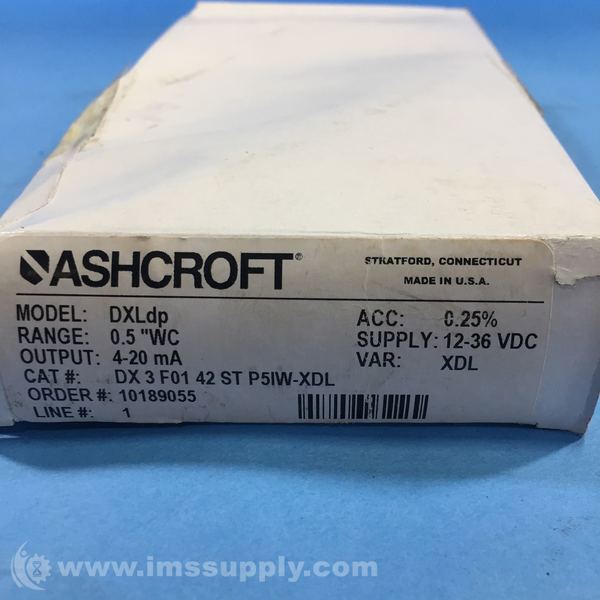 ASHCROFT®
STRATFORD, CONNECTICUT
MADE IN U.S.A.
MODEL: DXLdp
RANGE: 0.5 "WC
OUTPUT: 4-20 mA
CAT #: DX 3 F01 42 ST P5IW-XDL
ORDER #: 10189055
LINE #: 1
ACC: 0.25%
SUPPLY: 12-36 VDC
VAR: XDL
ims
www.imssupply.com